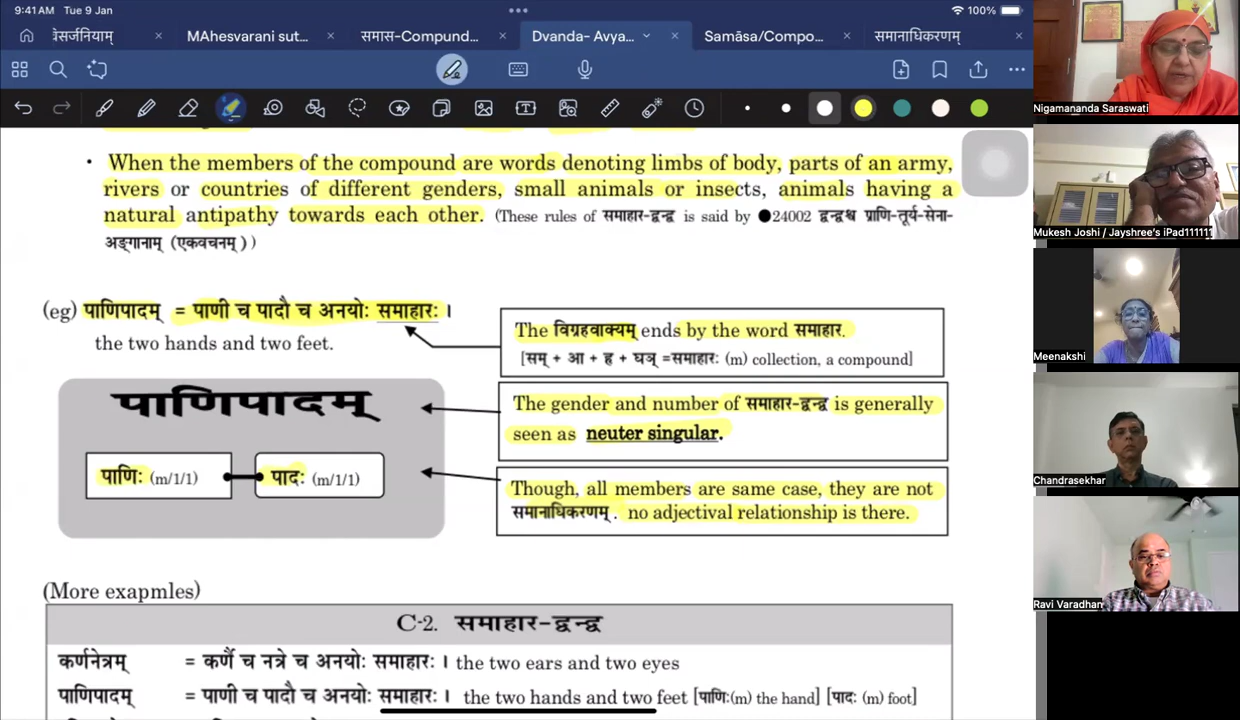 9:41 AM Tue 9 Jan
100%
वेसर्जनियाम्
MAhesvarani sut...
समास-Compund...
Dvanda- Avya...
Samāsa/Compo...
समानाधिकरणम्
• When the members of the compound are words denoting limbs of body, parts of an army,
rivers or countries of different genders, small animals or insects, animals having a
natural antipathy towards each other. (These rules of समाहार-द्वन्द्व is said by ●24002 द्वन्द्वश्च प्राणि-तूर्य-सेना-
अङ्गानाम् (एकवचनम्))
(eg) पाणिपादम् = पाणी च पादौ च अनयोः समाहारः ।
the two hands and two feet.
The विग्रहवाक्यम् ends by the word समाहार.
[सम् + आ + ह + घञ् =समाहारः (m) collection, a compound]
पाणिपादम्
पाणिः (m/1/1)
पादः (m/1/1)
The gender and number of समाहार-द्वन्द्व is generally
seen as neuter singular.
Though, all members are same case, they are not
समानाधिकरणम् . no adjectival relationship is there.
(More exapmles)
C-2. समाहार-द्वन्द्व
कर्णनेत्रम् = कर्णै च नत्रे च अनयोः समाहारः । the two ears and two eyes
पाणिपादम् = पाणी च पादौ च अनयोः समाहारः । the two hands and two feet [पाणिः(m) the hand] [पादः (m) foot]
Nigamananda Saraswati
Mukesh Joshi / Jayshree's iPad111111
Meenakshi
Chandrasekhar
Ravi Varadhan